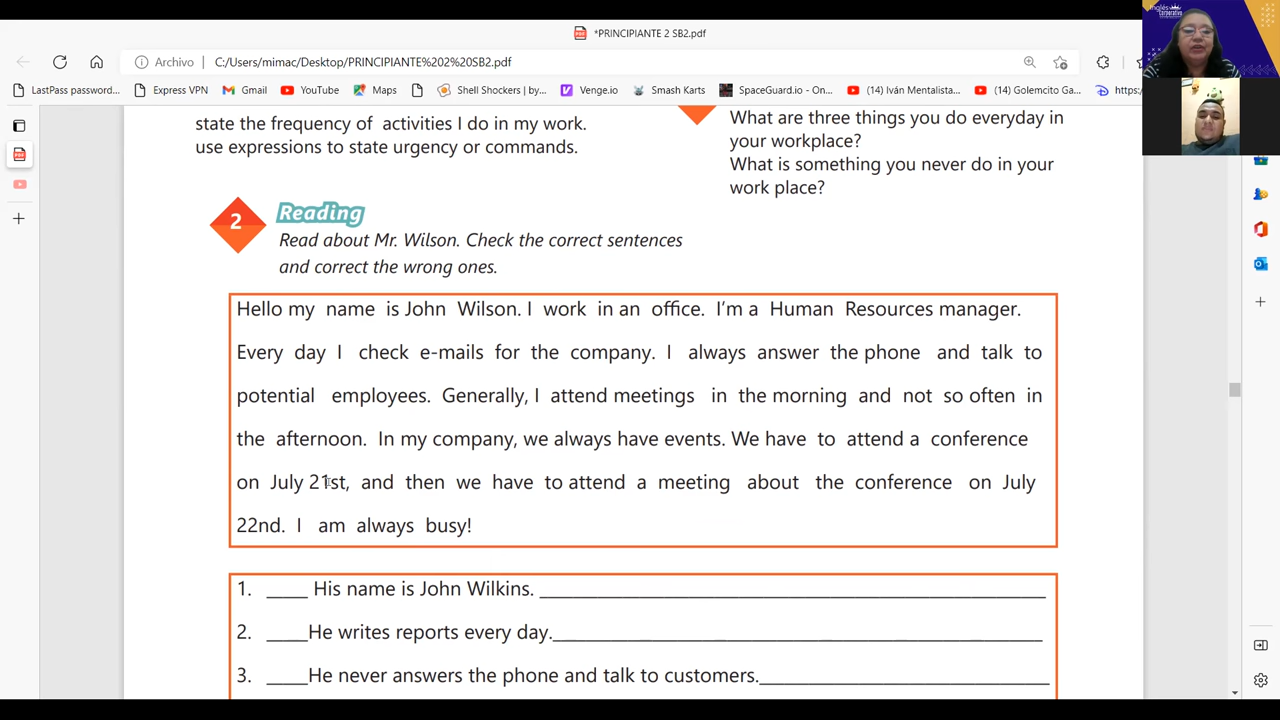 *PRINCIPIANTE 2 SB2.pdf
Archivo C:/Users/mimac/Desktop/PRINCIPIANTE%202%20SB2.pdf
LastPass password... Express VPN Gmail YouTube Maps Shell Shockers | by... Venge.io Smash Karts SpaceGuard.io - On... (14) Iván Mentalista... (14) Golemcito Ga... https:
state the frequency of activities I do in my work.
use expressions to state urgency or commands.
What are three things you do everyday in
your workplace?
What is something you never do in your
work place?
2 Reading
Read about Mr. Wilson. Check the correct sentences
and correct the wrong ones.
Hello my name is John Wilson. I work in an office. I'm a Human Resources manager.
Every day I check e-mails for the company. I always answer the phone and talk to
potential employees. Generally, I attend meetings in the morning and not so often in
the afternoon. In my company, we always have events. We have to attend a conference
on July 21st, and then we have to attend a meeting about the conference on July
22nd. I am always busy!
1. ____ His name is John Wilkins. ____
2. ____He writes reports every day.____
3. ____He never answers the phone and talk to customers.____
Inglés
Corporativo